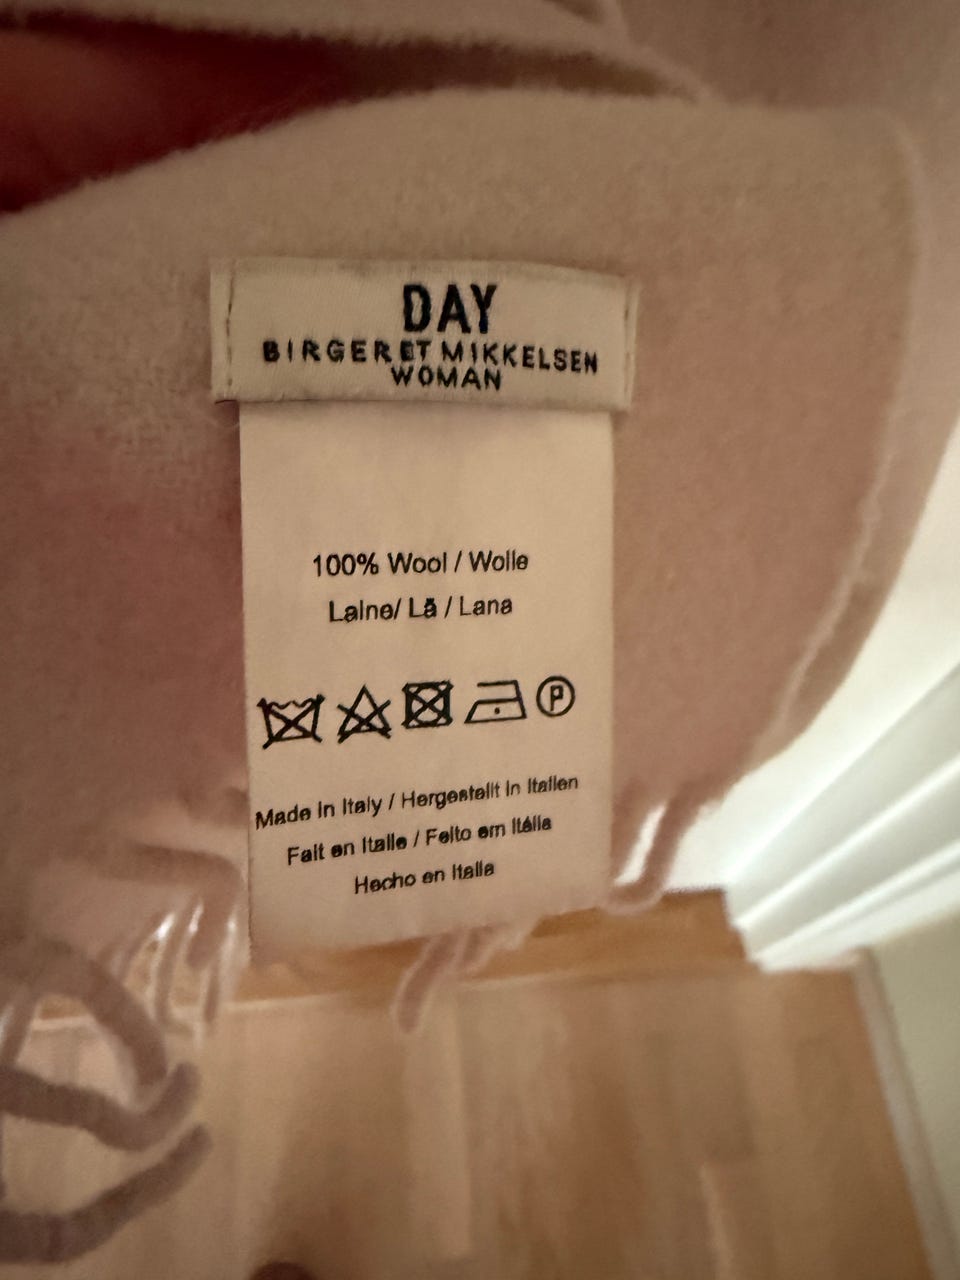 DAY
BIRGER ET MIKKELSEN
WOMAN
100% Wool / Wolle
Laine/ Lã / Lana
P
Made in Italy / Hergestellt in Italien
Fait en Italie / Feito em Itália
Hecho en Italia